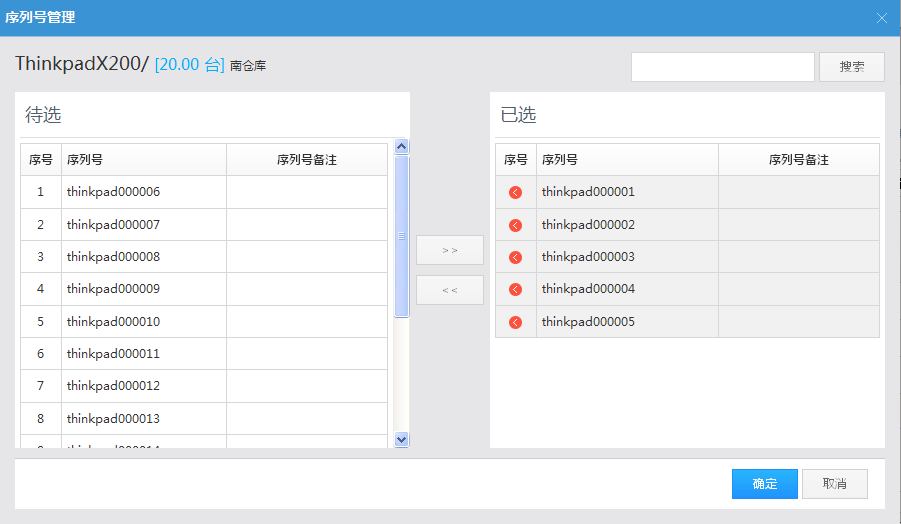 序列号管理
ThinkpadX200/ [20.00 台] 南仓库
搜索
待选
序号 序列号 序列号备注
1 thinkpad000006
2 thinkpad000007
3 thinkpad000008
4 thinkpad000009
5 thinkpad000010
6 thinkpad000011
7 thinkpad000012
8 thinkpad000013
>>
<<
已选
序号 序列号 序列号备注
thinkpad000001
thinkpad000002
thinkpad000003
thinkpad000004
thinkpad000005
确定 取消